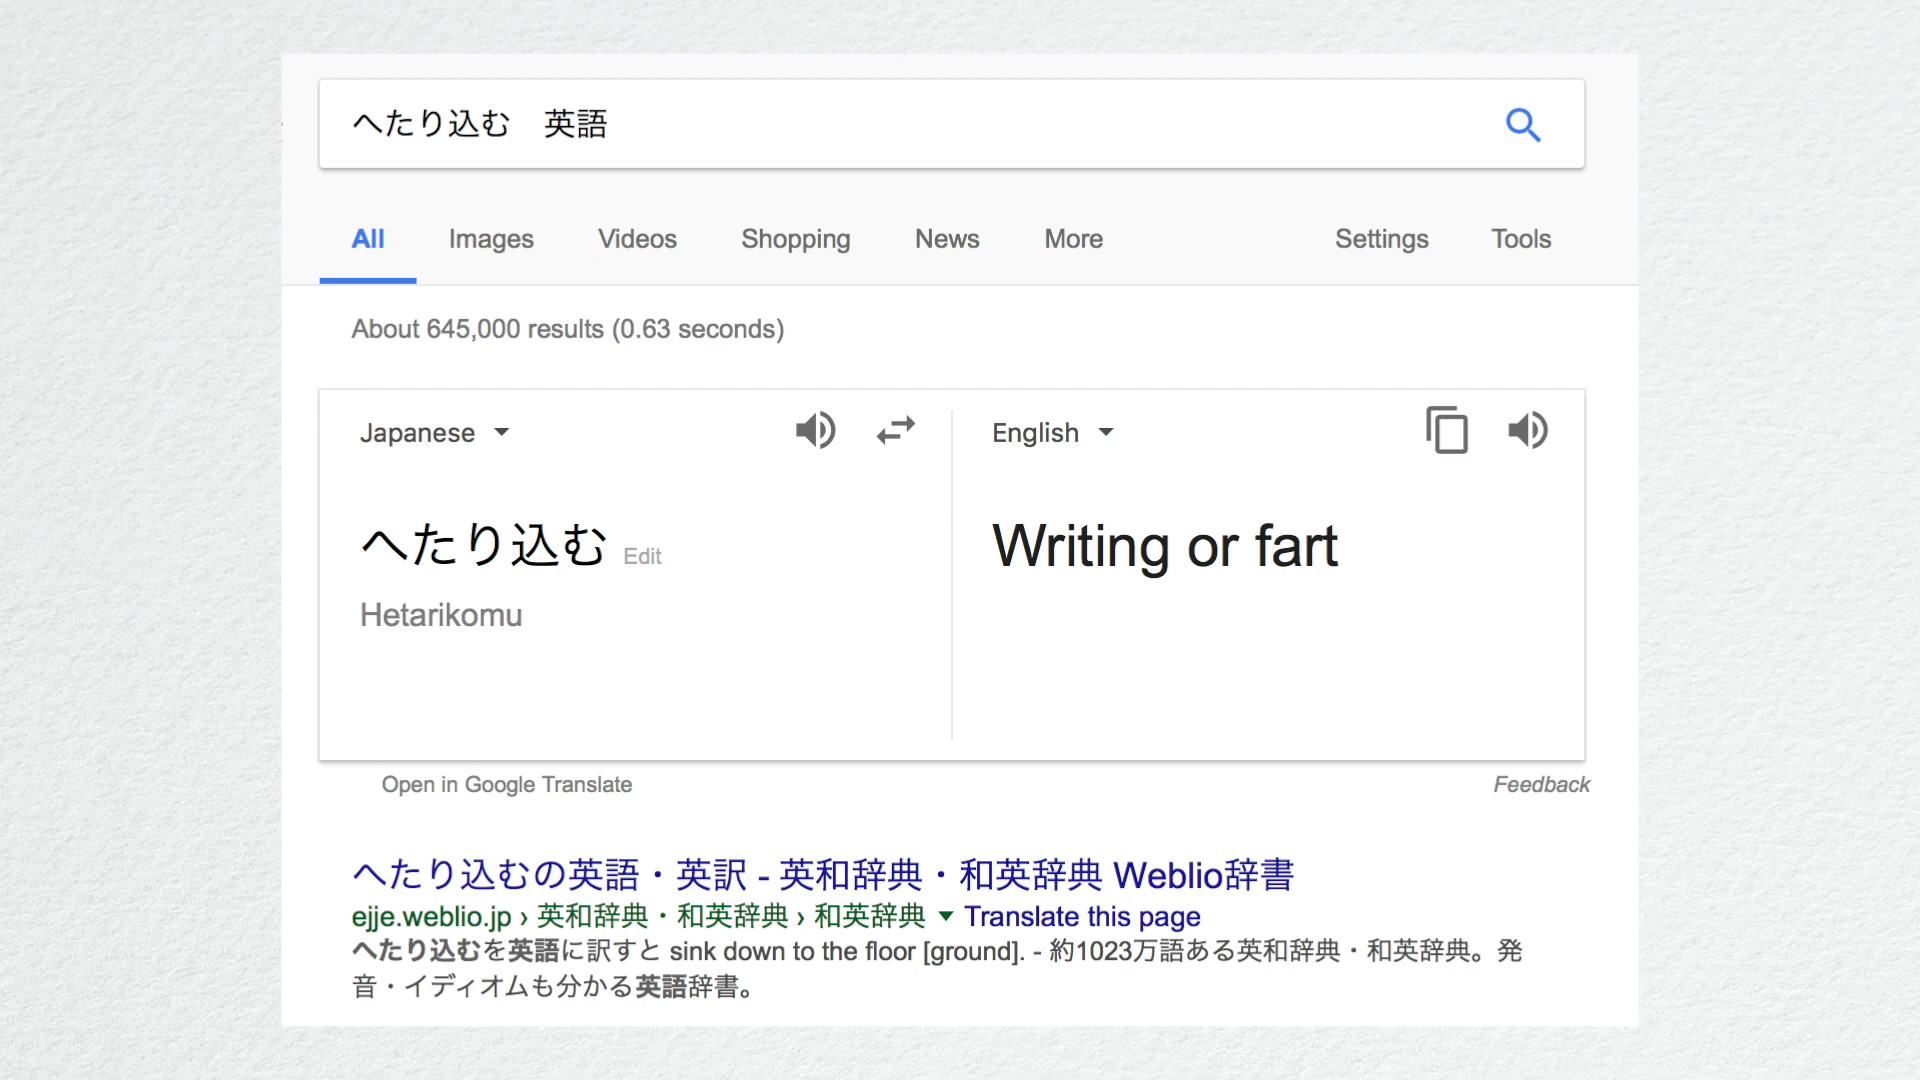 へたり込む　英語
All Images Videos Shopping News More Settings Tools
About 645,000 results (0.63 seconds)
Japanese English
へたり込む Edit Writing or fart
Hetarikomu
Open in Google Translate Feedback
へたり込むの英語・英訳 - 英和辞典・和英辞典 Weblio辞書
ejje.weblio.jp › 英和辞典・和英辞典 › 和英辞典 Translate this page
へたり込むを英語に訳すと sink down to the floor [ground]. - 約1023万語ある英和辞典・和英辞典。発
音・イディオムも分かる英語辞書。